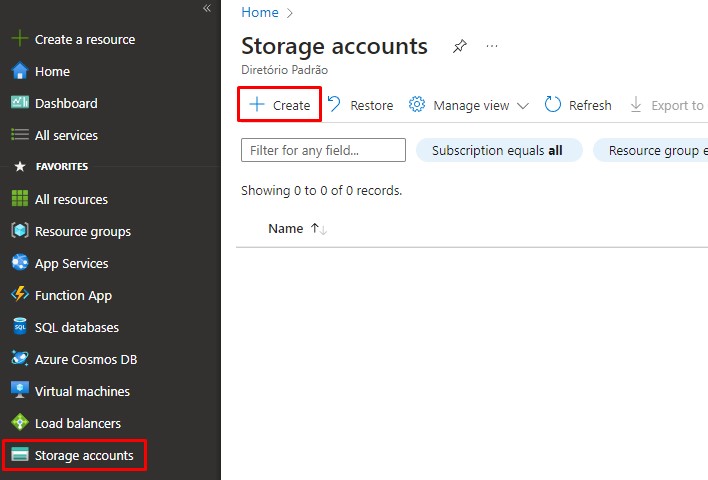 Create a resource
Home
Dashboard
All services
FAVORITES
All resources
Resource groups
App Services
Function App
SQL databases
Azure Cosmos DB
Virtual machines
Load balancers
Storage accounts
Home
Storage accounts
Diretório Padrão
Create Restore Manage view Refresh Export to
Filter for any field... Subscription equals all Resource group e
Showing 0 to 0 of 0 records.
Name